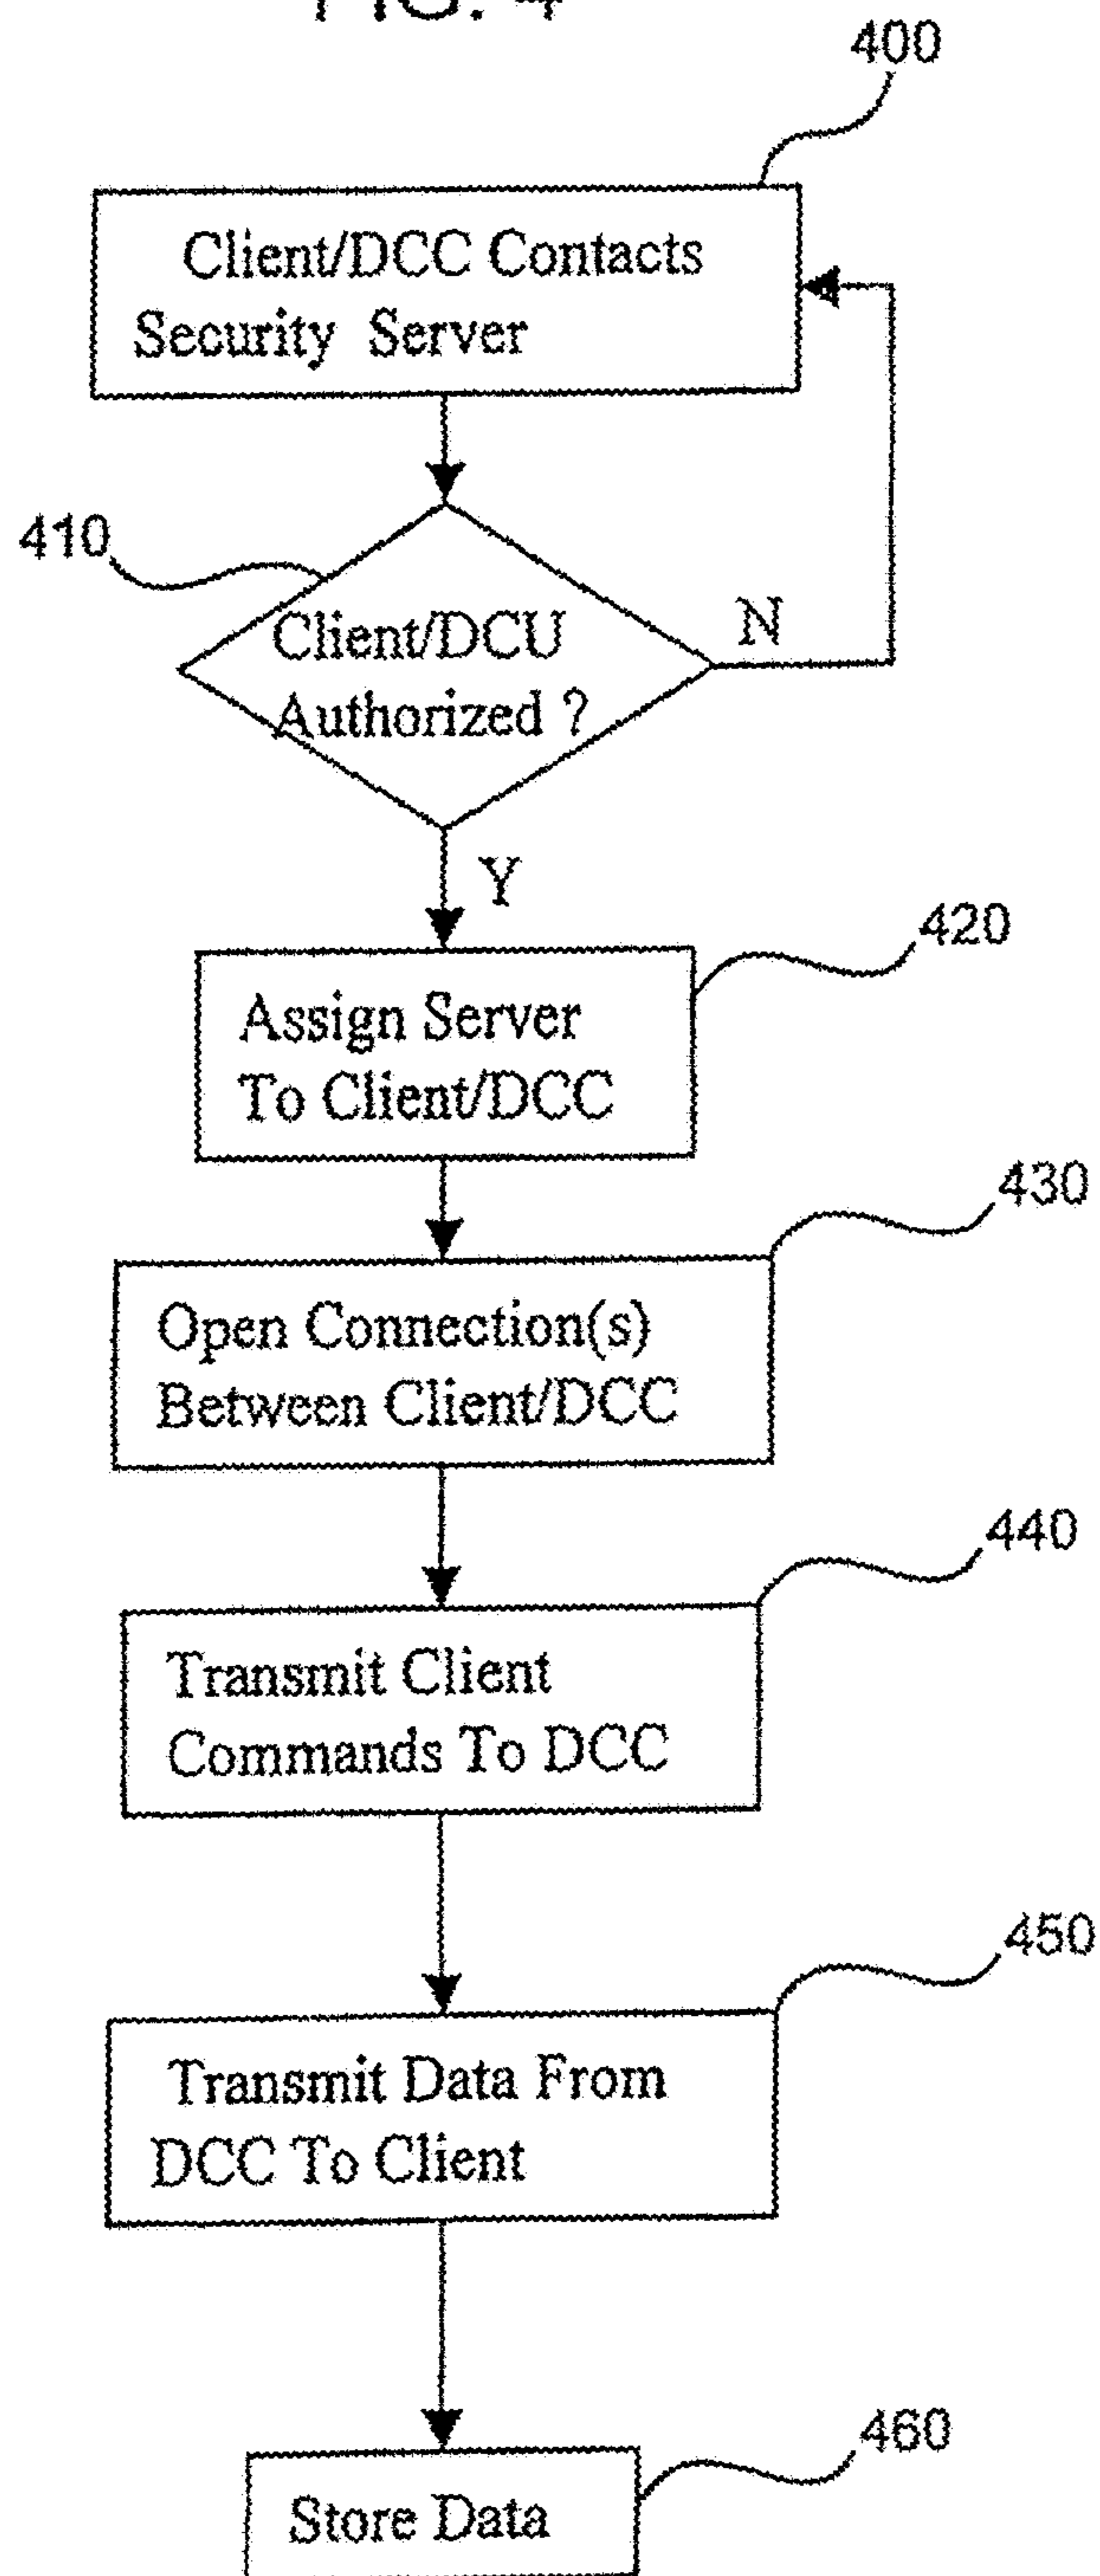 FIG. 4
400
Client/DCC Contacts
Security Server
410
Client/DCU
Authorized ?
N
Y
420
Assign Server
To Client/DCC
430
Open Connection(s)
Between Client/DCC
440
Transmit Client
Commands To DCC
450
Transmit Data From
DCC To Client
460
Store Data